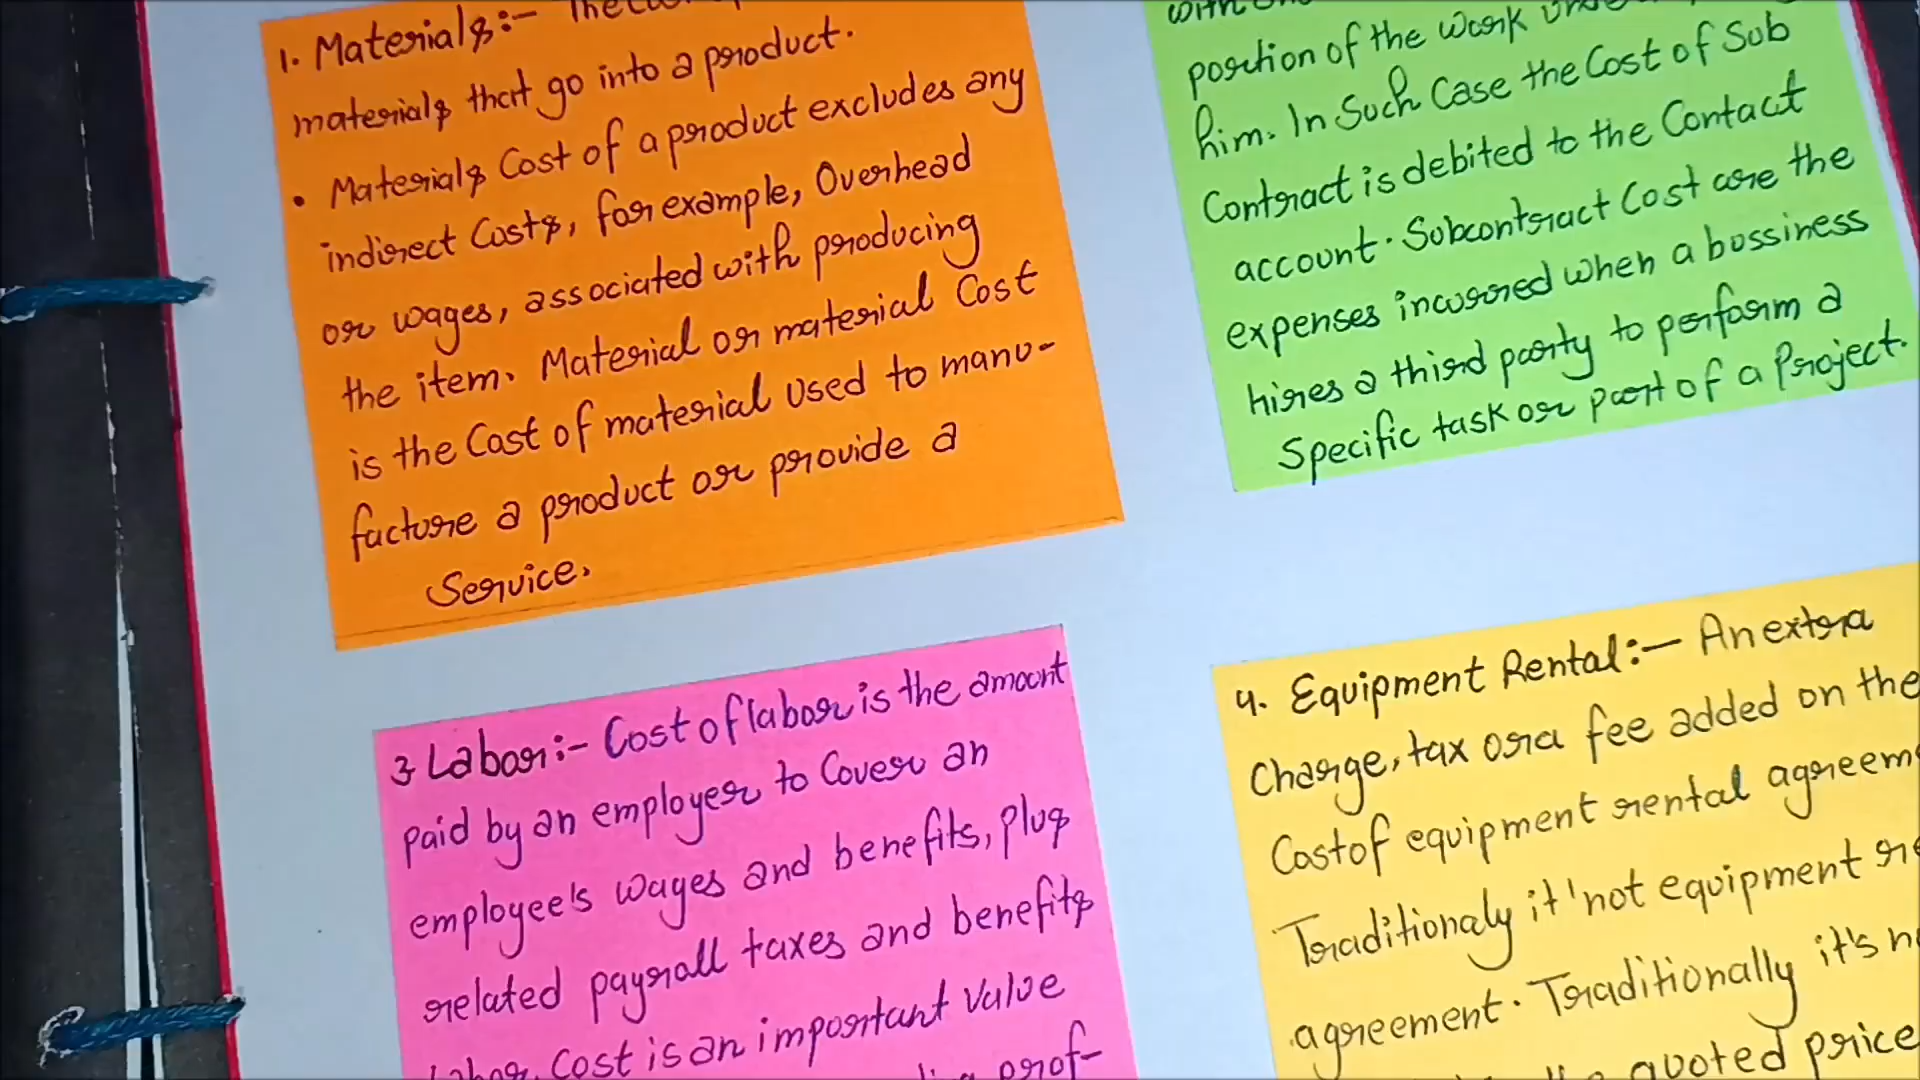 1. Materials:-
materials that go into a product.
• Materials Cost of a product excludes any
indirect Costs, for example, Overhead
or wages, associated with producing
the item. Material or material Cost
is the Cost of material used to manu-
facture a product or provide a
Service.
portion of the work
him. In Such Case the Cost of Sub
Contract is debited to the Contact
account. Subcontract Cost are the
expenses incurred when a bussiness
hires a third party to perform a
Specific task or part of a Project.
3 Labor:- Cost of labor is the amount
paid by an employer to Cover an
employee's wages and benefits, plus
related payrall taxes and benefits
Labor Cost is an important Value
prof-
4. Equipment Rental:- An extra
Charge, tax or a fee added on the
Cost of equipment rental agreem
Traditionaly it'not equipment re
agreement. Traditionally it's no
quoted price